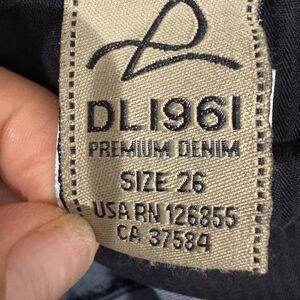 DL1961
PREMIUM DENIM
SIZE 26
USA RN 126855
CA 37584